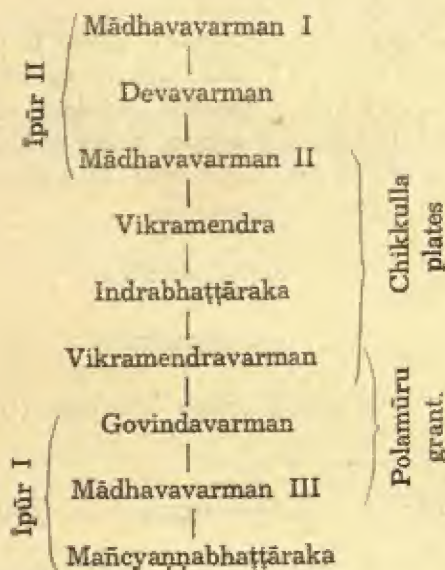 Mādhavavarman I
Devavarman
Mādhavavarman II
Vikramendra
Indrabhaṭṭāraka
Vikramendravarman
Govindavarman
Mādhavavarman III
Mañcyaṇṇabhaṭṭāraka
Īpūr II
Īpūr I
Chikkulla
plates
Polamūru
grant.